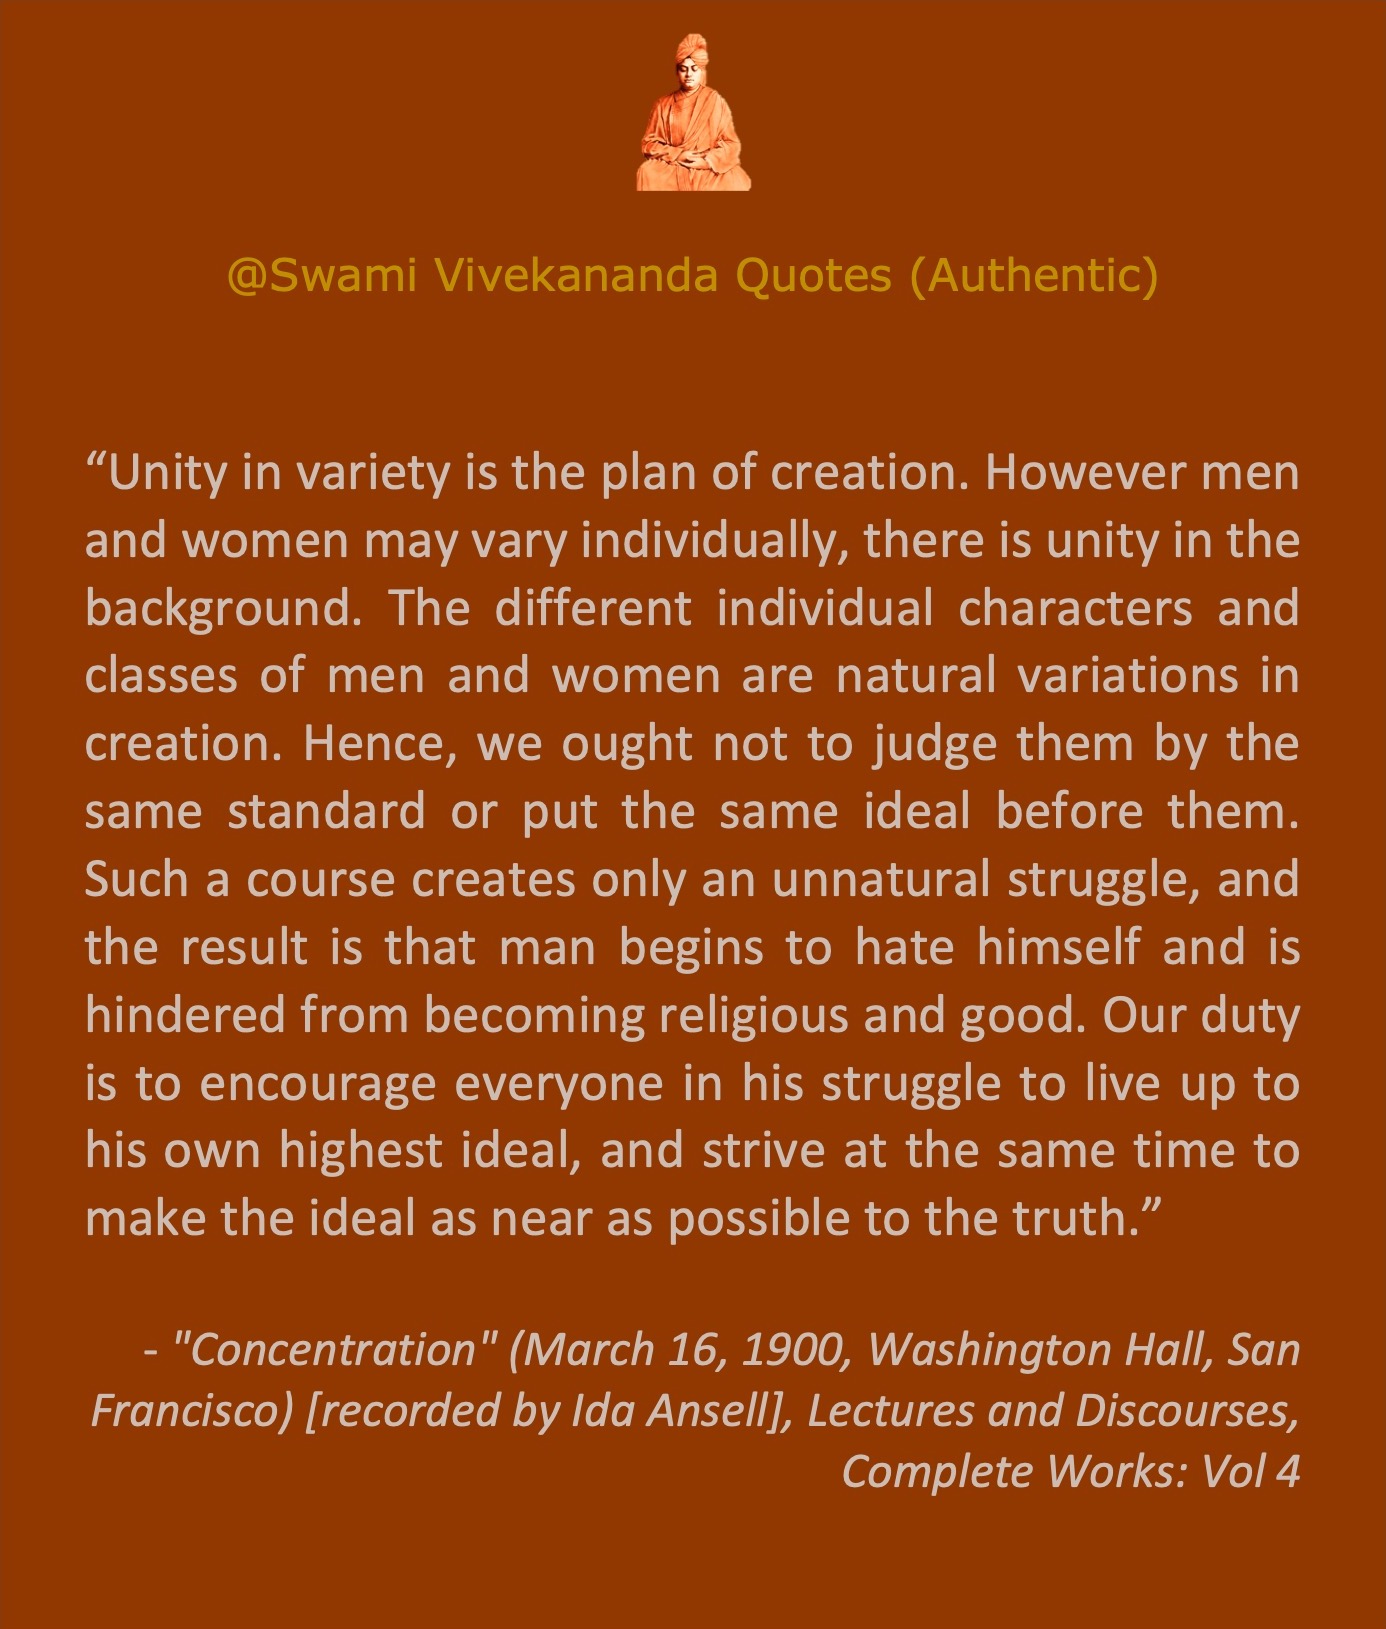 @Swami Vivekananda Quotes (Authentic)
“Unity in variety is the plan of creation. However men
and women may vary individually, there is unity in the
background. The different individual characters and
classes of men and women are natural variations in
creation. Hence, we ought not to judge them by the
same standard or put the same ideal before them.
Such a course creates only an unnatural struggle, and
the result is that man begins to hate himself and is
hindered from becoming religious and good. Our duty
is to encourage everyone in his struggle to live up to
his own highest ideal, and strive at the same time to
make the ideal as near as possible to the truth.”
- "Concentration" (March 16, 1900, Washington Hall, San
Francisco) [recorded by Ida Ansell], Lectures and Discourses,
Complete Works: Vol 4